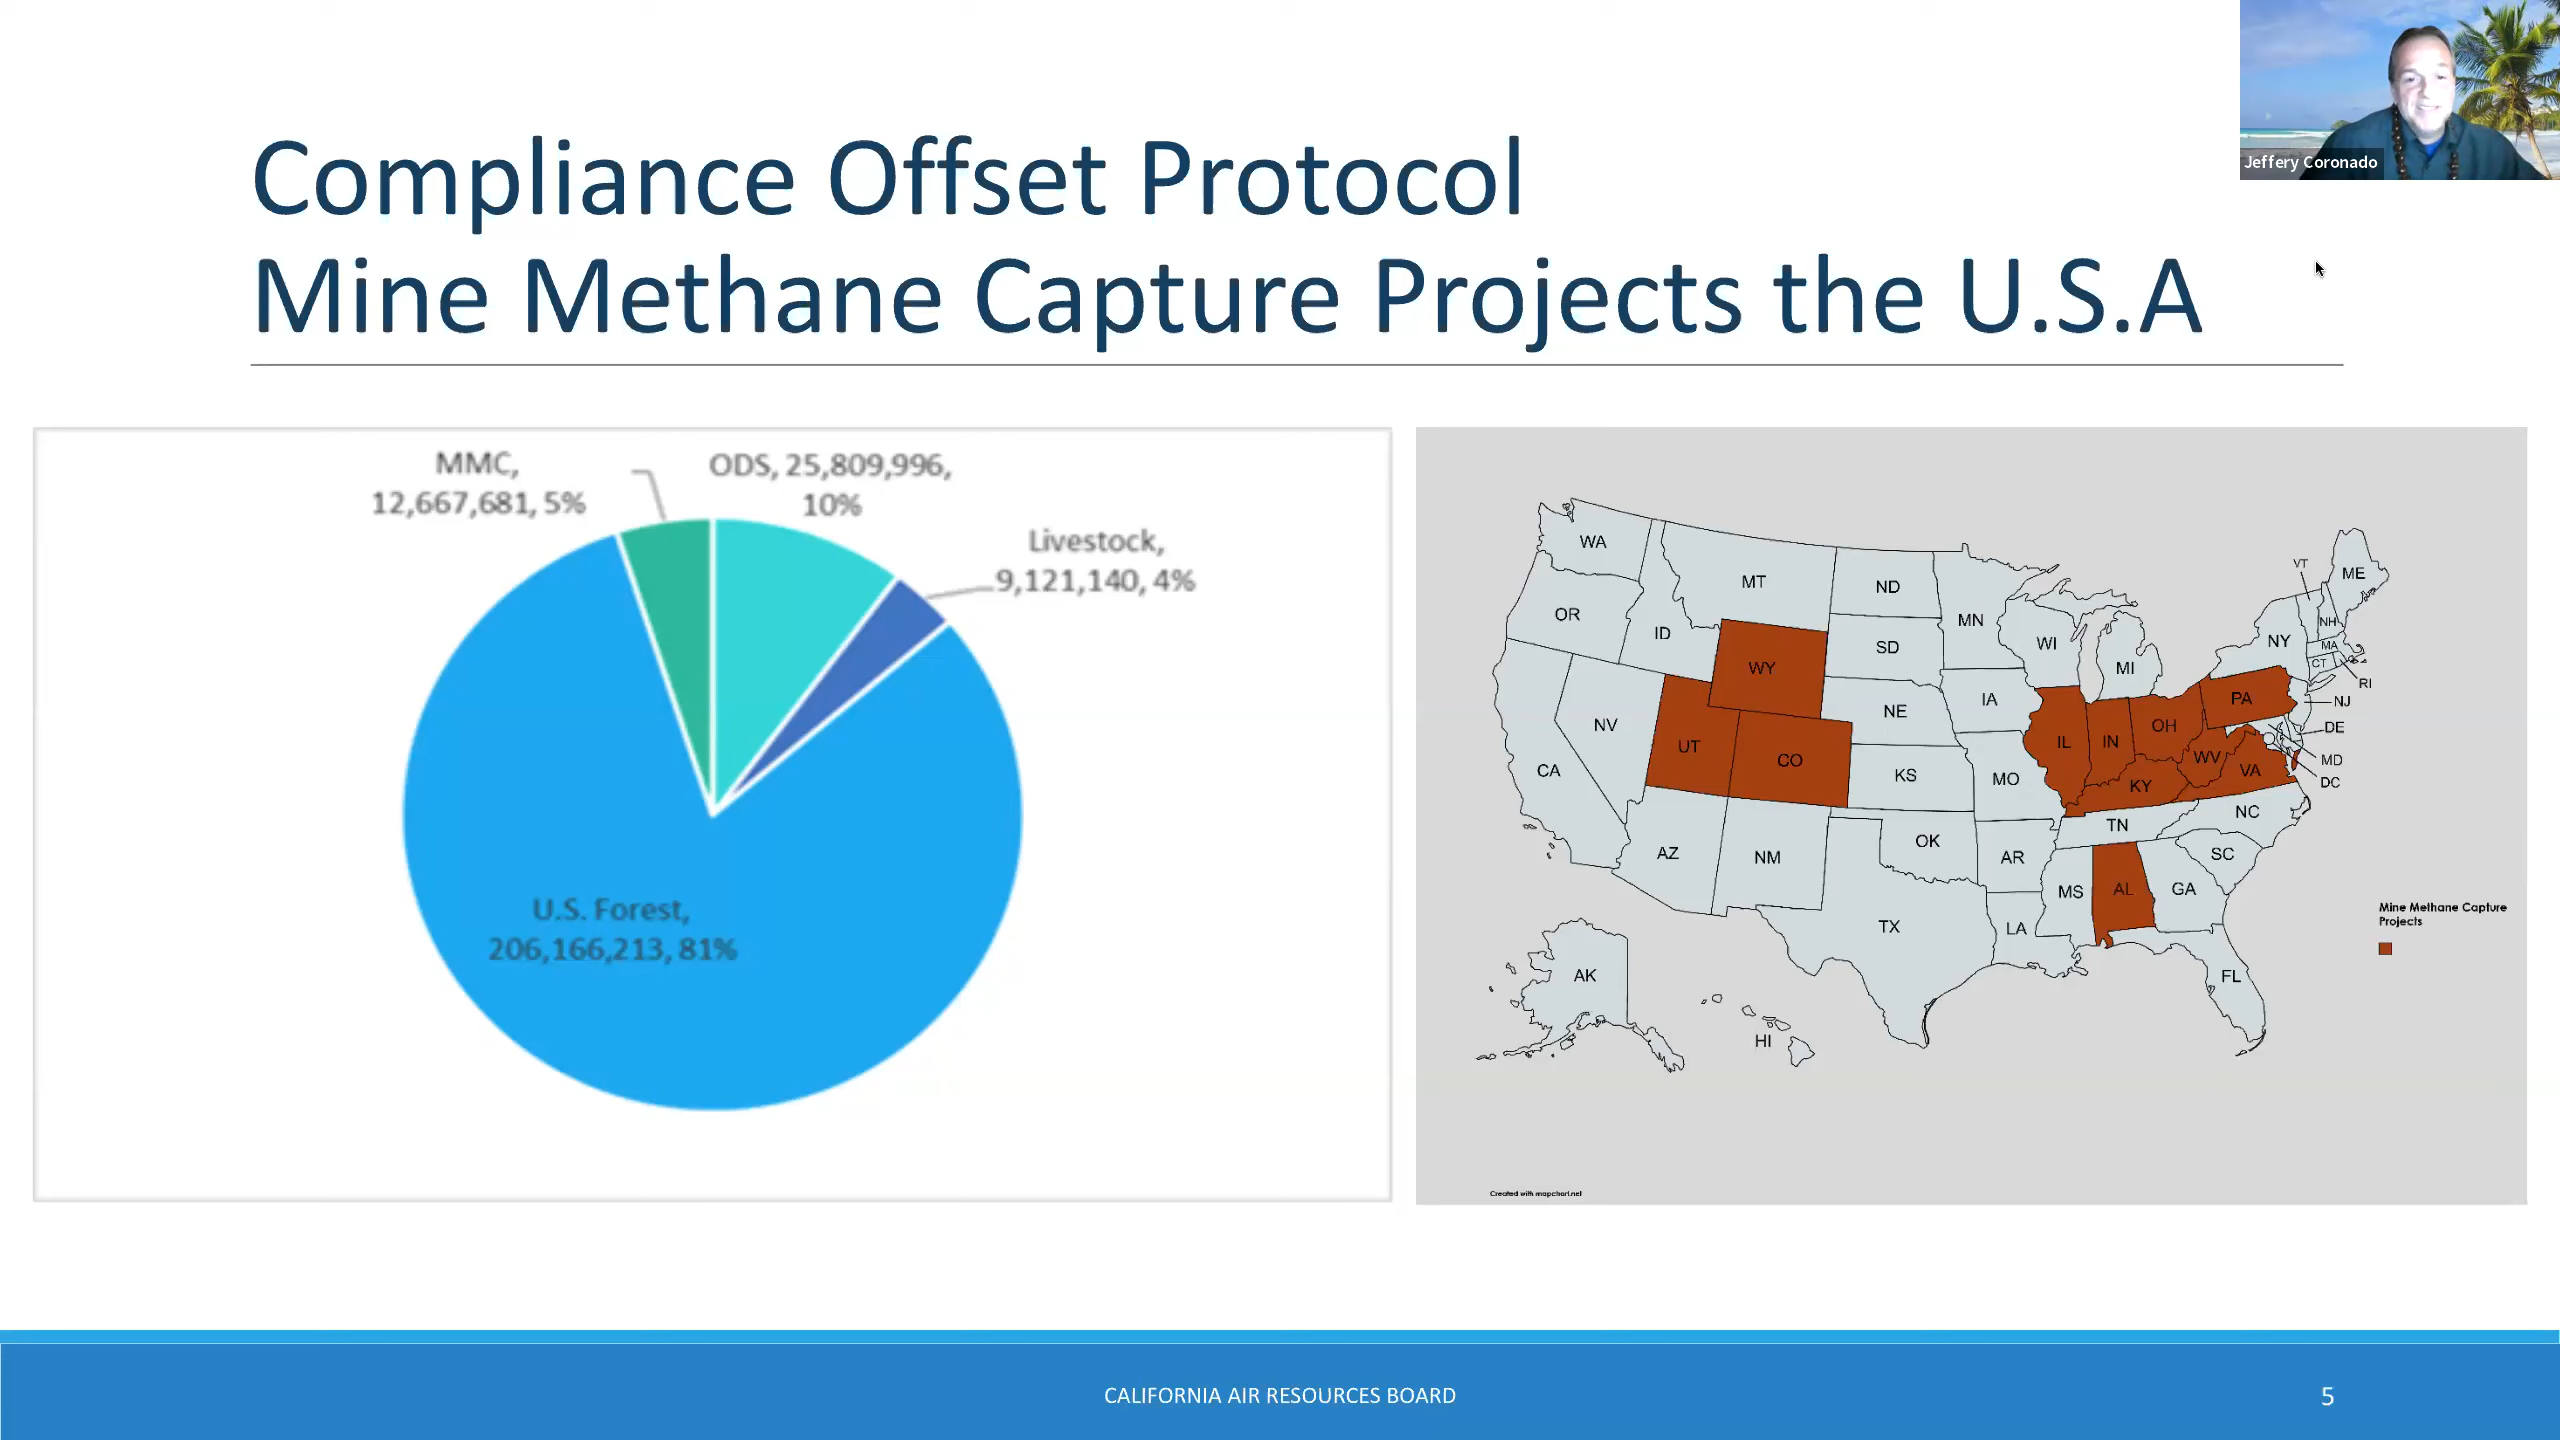 Jeffery Coronado
Compliance Offset Protocol
Mine Methane Capture Projects the U.S.A
MMC,
12,667,681, 5%
ODS, 25,809,996,
10%
Livestock,
9,121,140, 4%
U.S. Forest,
206,166,213, 81%
WA
MT
ND
MN
OR
ID
SD
WI
MI
VT
ME
NH
NY
MA
CT
RI
WY
NE
IA
PA
NJ
NV
UT
CO
KS
MO
IL
IN
OH
WV
VA
KY
DE
MD
DC
CA
AZ
NM
OK
AR
TN
NC
SC
MS
AL
GA
TX
LA
FL
AK
HI
Mine Methane Capture
Projects
Created with mapchart.net
CALIFORNIA AIR RESOURCES BOARD
5